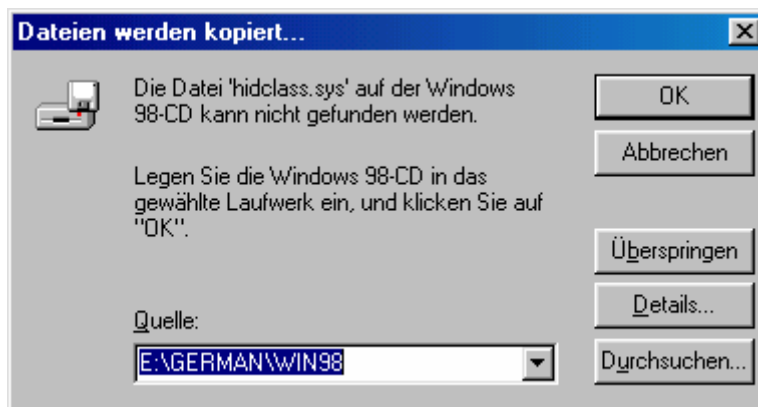 Dateien werden kopiert...
Die Datei 'hidclass.sys' auf der Windows
98-CD kann nicht gefunden werden.
Legen Sie die Windows 98-CD in das
gewählte Laufwerk ein, und klicken Sie auf
"OK".
Quelle:
E:\GERMAN\WIN98
OK
Abbrechen
Überspringen
Details...
Durchsuchen...